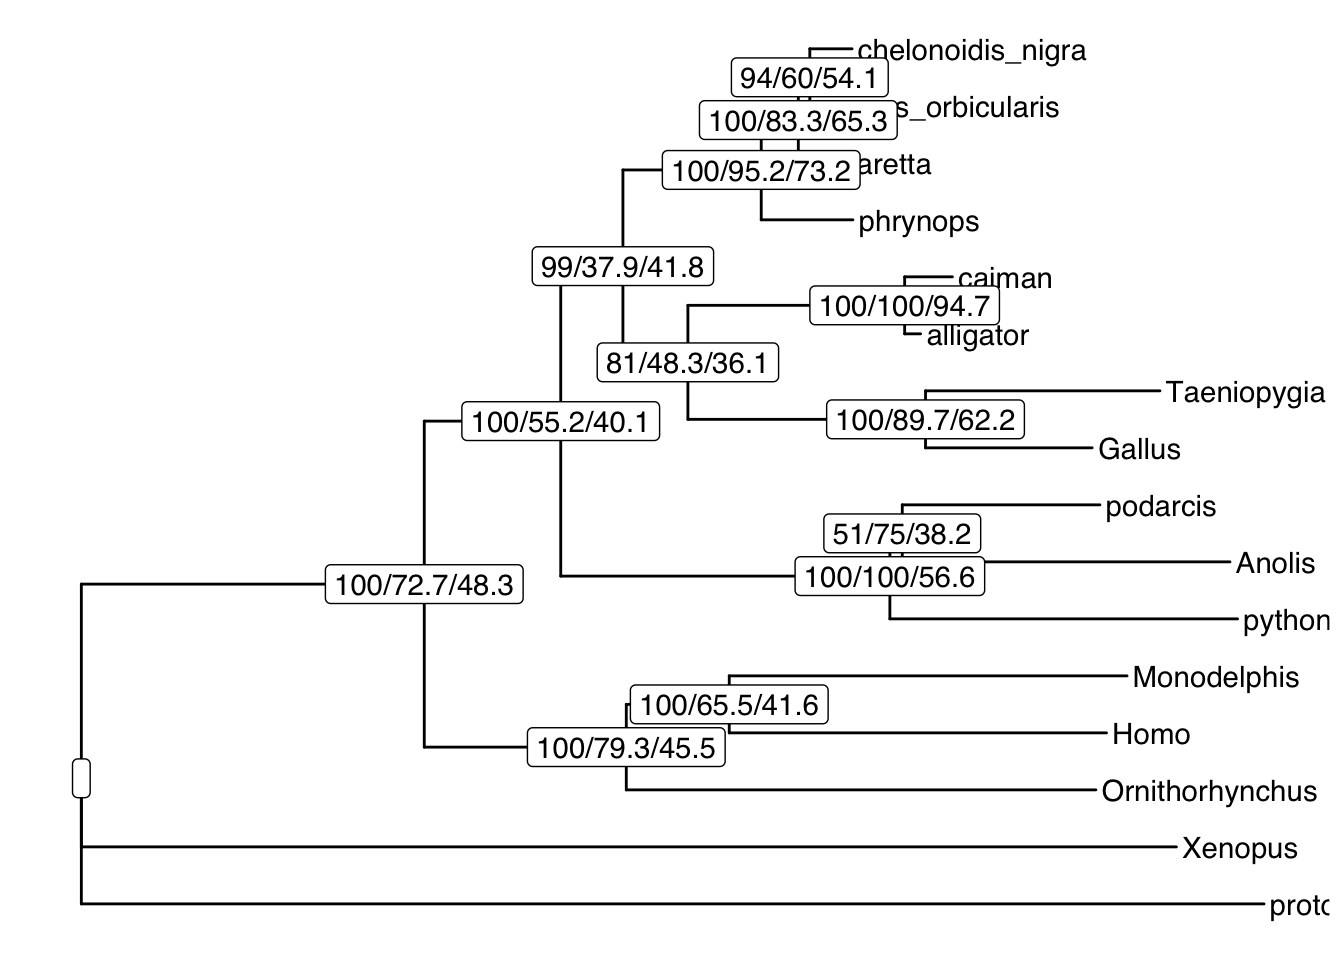 chelonoidis_nigra
94/60/54.1
s_orbicularis
100/83.3/65.3
aretta
100/95.2/73.2
phrynops
99/37.9/41.8
caiman
100/100/94.7
alligator
81/48.3/36.1
Taeniopygia
100/89.7/62.2
100/55.2/40.1
Gallus
podarcis
51/75/38.2
Anolis
100/100/56.6
100/72.7/48.3
python
Monodelphis
100/65.5/41.6
Homo
100/79.3/45.5
Ornithorhynchus
Xenopus
proto